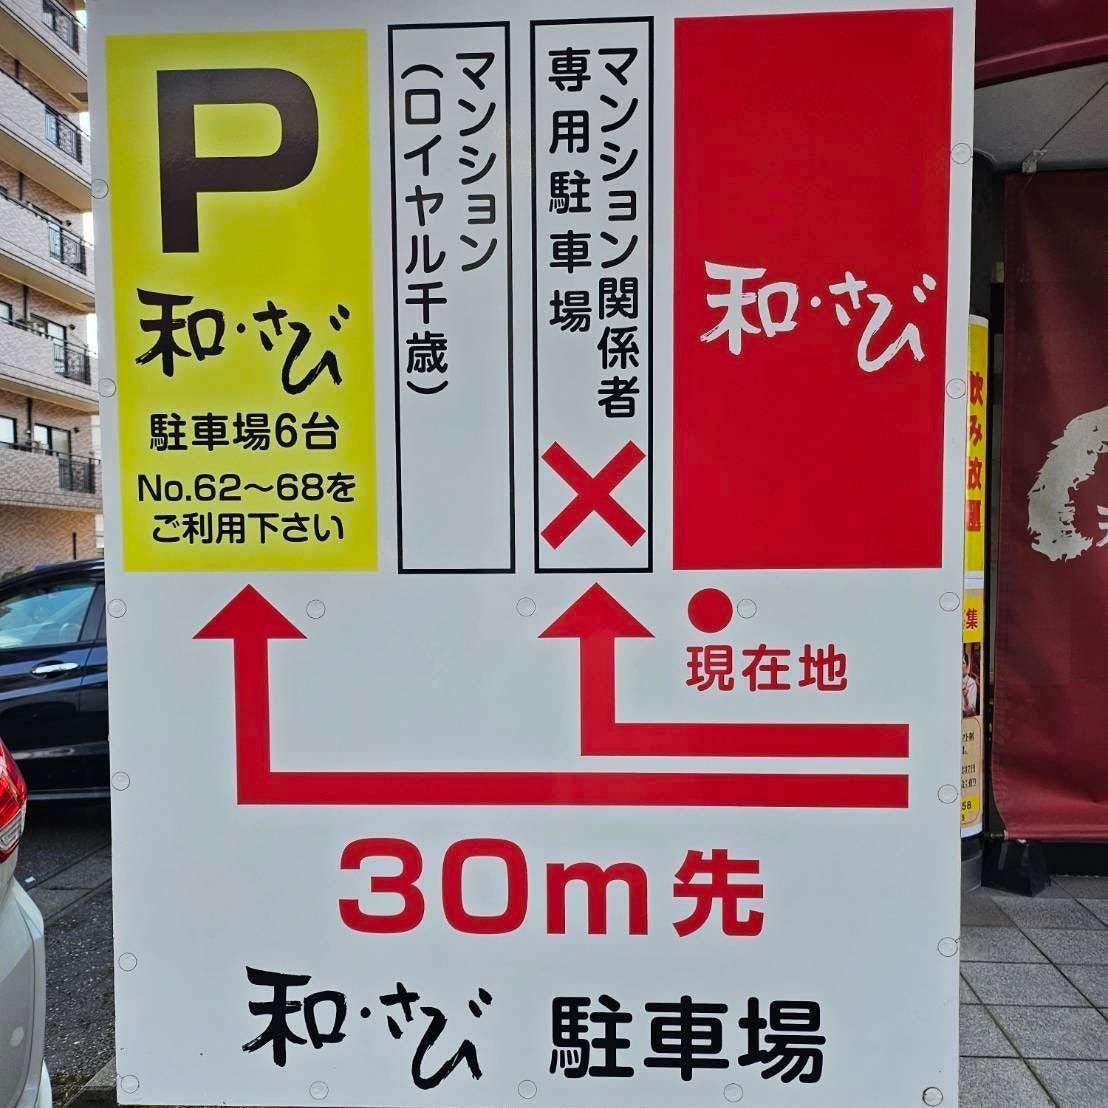 P
和・さび
駐車場6台
No.62～68を
ご利用下さい
マンション
（ロイヤル千歳）
マンション関係者
専用駐車場
和・さび
現在地
30m先
和・さび 駐車場
飲み放題
集